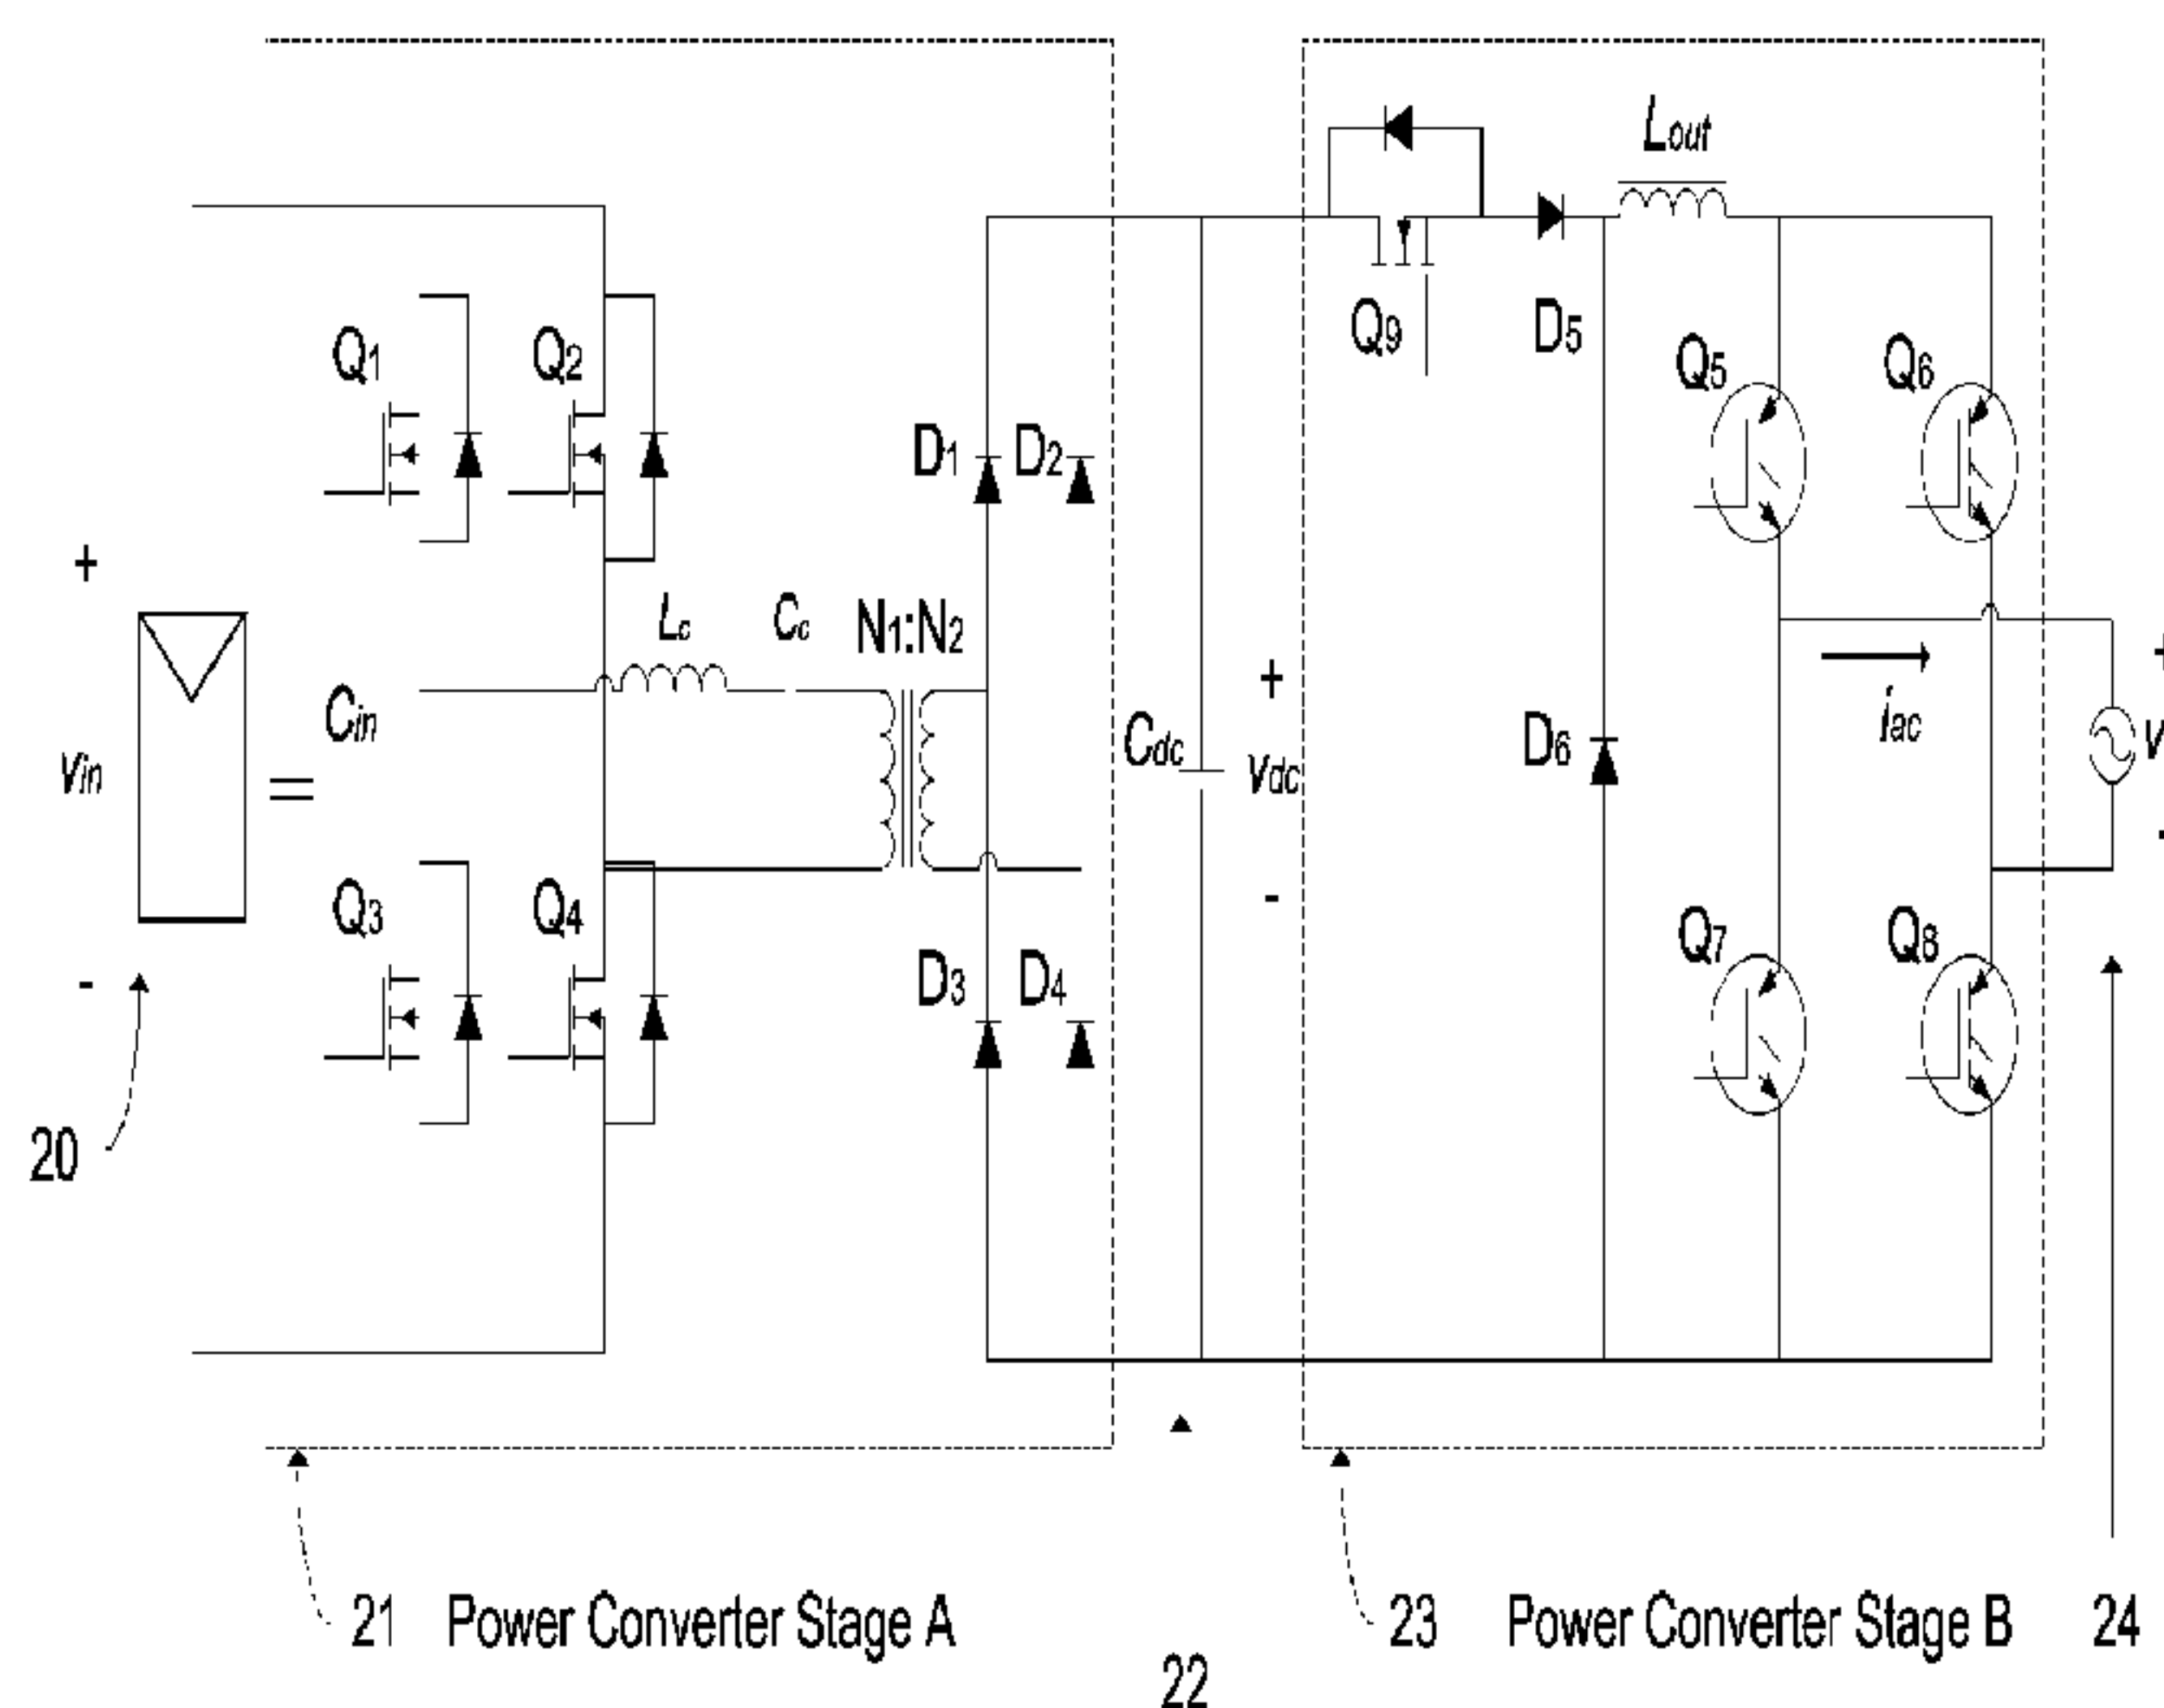 Lout
Q1
Q2
Q9
D5
Q5
Q6
D1
D2
+
Lc
Cc
N1:N2
+
+
Cin
Cdc
vdc
D6
iac
vin
V
Q3
Q4
-
Q7
Q8
-
D3
D4
-
20
21 Power Converter Stage A
23 Power Converter Stage B
24
22